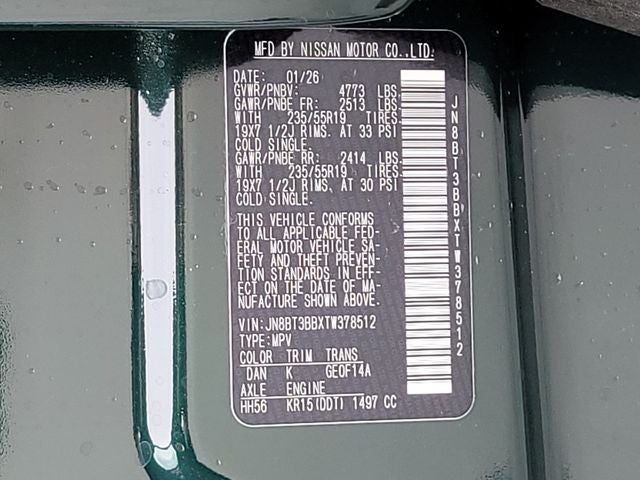 MFD BY NISSAN MOTOR CO.,LTD.
DATE: 01/26
GVWR/PNBV: 4773 LBS.
GAWR/PNBE FR: 2513 LBS.
WITH 235/55R19 TIRES,
19X7 1/2J RIMS, AT 33 PSI
COLD SINGLE.
GAWR/PNBE RR: 2414 LBS.
WITH 235/55R19 TIRES,
19X7 1/2J RIMS, AT 30 PSI
COLD SINGLE.
THIS VEHICLE CONFORMS
TO ALL APPLICABLE FED-
ERAL MOTOR VEHICLE SA-
FETY AND THEFT PREVEN-
TION STANDARDS IN EFF-
ECT ON THE DATE OF MA-
NUFACTURE SHOWN ABOVE.
VIN:JN8BT3BBXTW378512
TYPE:MPV
COLOR TRIM TRANS
DAN K GE0F14A
AXLE ENGINE
HH56 KR15(DDT) 1497 CC
JN8BT3BBXTW378512